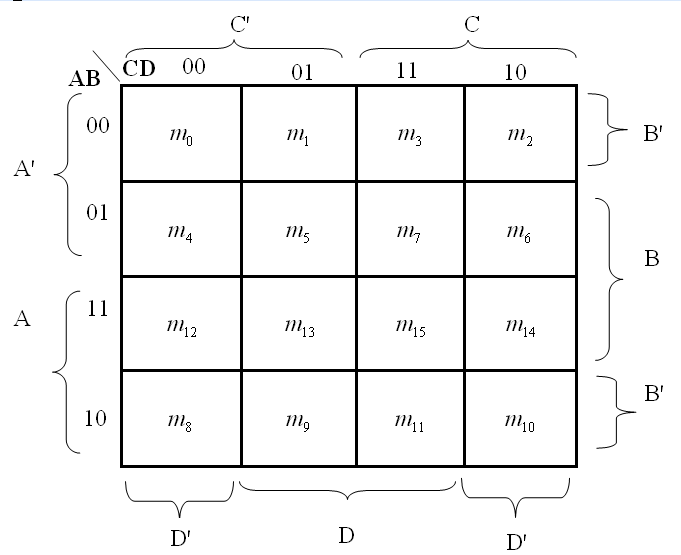 C' C
AB CD 00 01 11 10
00 m0 m1 m3 m2 B'
A'
01 m4 m5 m7 m6
B
A 11 m12 m13 m15 m14
10 m8 m9 m11 m10 B'
D' D D'